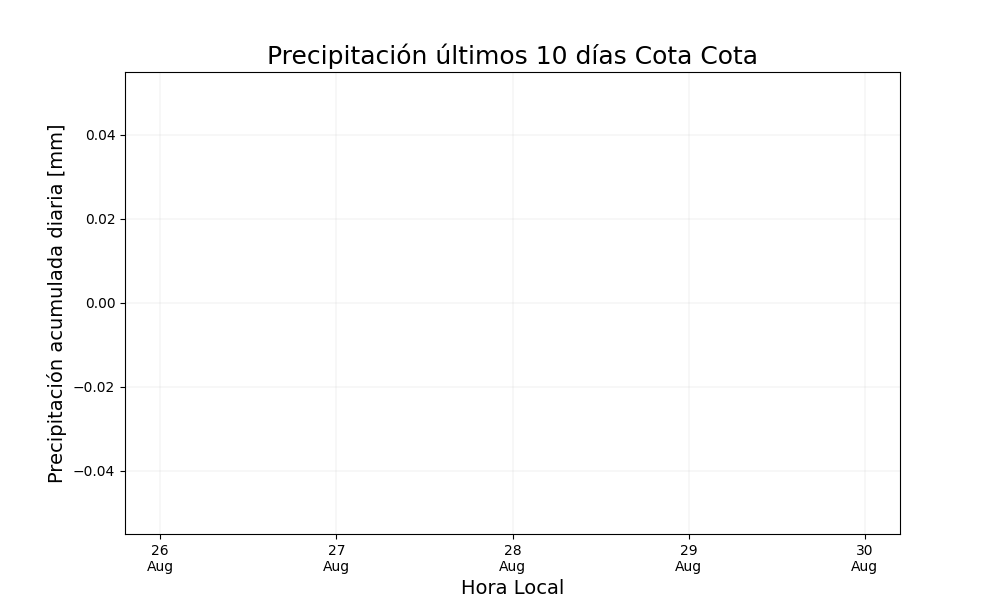 Precipitación últimos 10 días Cota Cota
Precipitación acumulada diaria [mm]
0.04
0.02
0.00
−0.02
−0.04
26 27 28 29 30
Aug Aug Aug Aug Aug
Hora Local